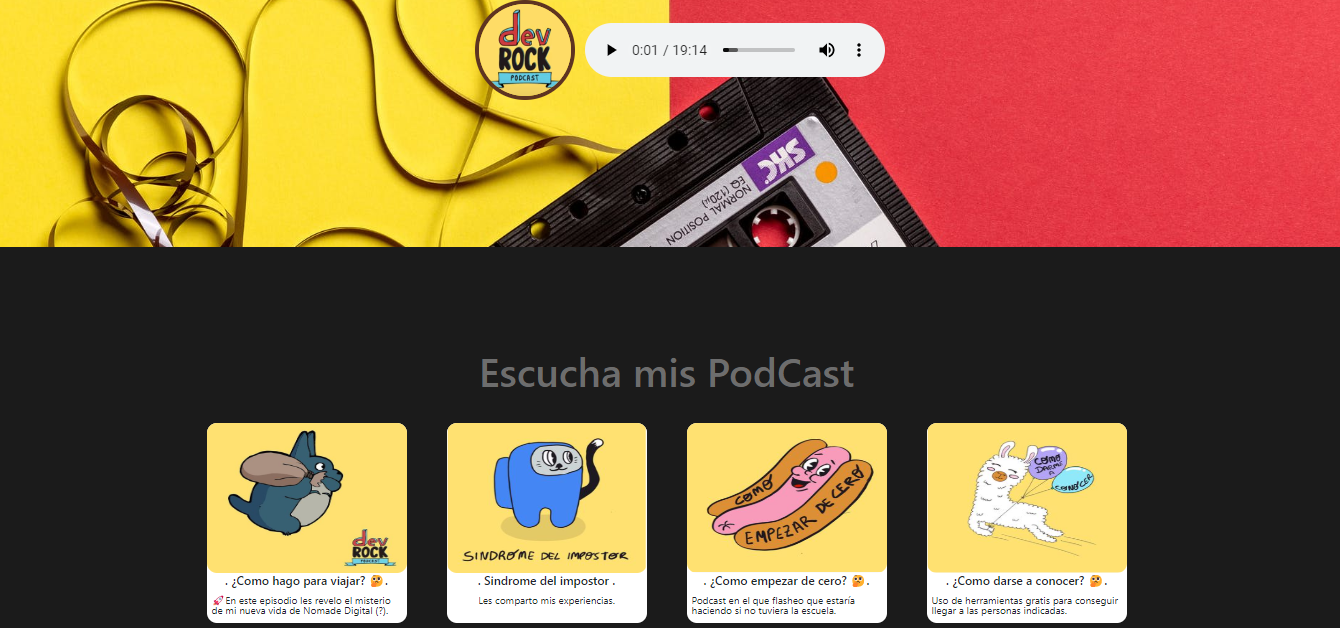 dev
ROCK
PODCAST
0:01 / 19:14
SKC
NORMAL POSITION
EQ (120µ)
Escucha mis PodCast
dev
ROCK
PODCAST
SINDROME DEL IMPOSTOR
COMO
EMPEZAR DE CERO
COMO
DARME
A
CONOCER
. ¿Como hago para viajar? 🤔 .
🚀 En este episodio les revelo el misterio
de mi nueva vida de Nomade Digital (?).
. Sindrome del impostor .
Les comparto mis experiencias.
. ¿Como empezar de cero? 🤔 .
Podcast en el que flasheo que estaría
haciendo si no tuviera la escuela.
. ¿Como darse a conocer? 🤔 .
Uso de herramientas gratis para conseguir
llegar a las personas indicadas.